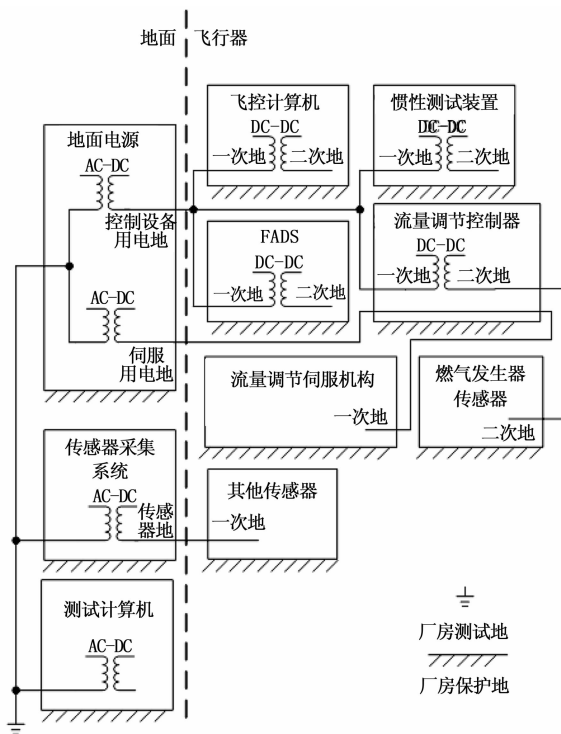 地面
飞行器
地面电源
AC-DC
控制设备
用电地
AC-DC
伺服
用电地
飞控计算机
DC-DC
一次地
二次地
惯性测试装置
DC-DC
一次地
二次地
FADS
DC-DC
一次地
二次地
流量调节控制器
DC-DC
一次地
二次地
流量调节伺服机构
一次地
燃气发生器
传感器
二次地
传感器采集
系统
AC-DC
传感
器地
其他传感器
一次地
测试计算机
AC-DC
厂房测试地
厂房保护地